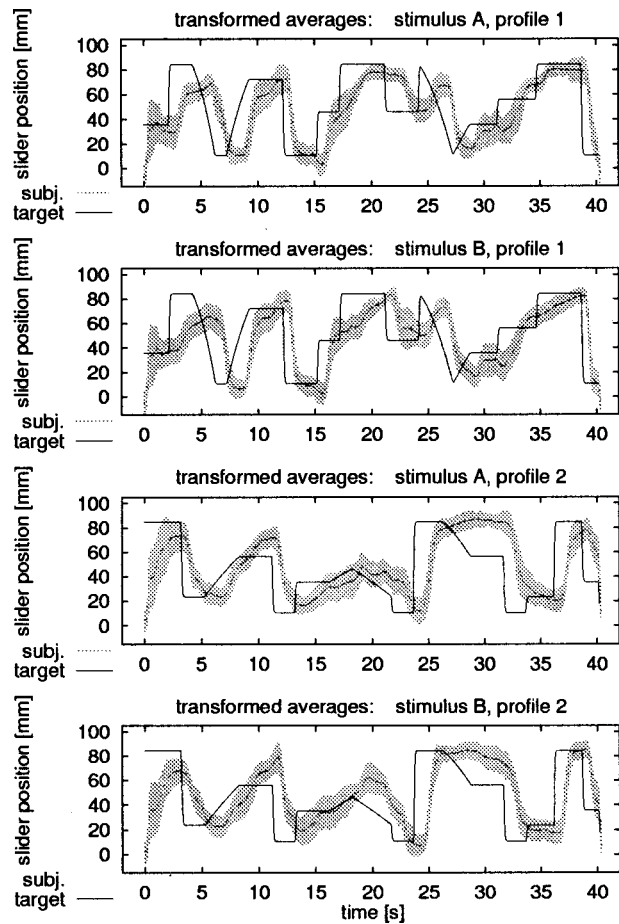 transformed averages: stimulus A, profile 1
slider position [mm]
100
80
60
40
20
0
subj.
target
0 5 10 15 20 25 30 35 40
transformed averages: stimulus B, profile 1
slider position [mm]
100
80
60
40
20
0
subj.
target
0 5 10 15 20 25 30 35 40
transformed averages: stimulus A, profile 2
slider position [mm]
100
80
60
40
20
0
subj.
target
0 5 10 15 20 25 30 35 40
transformed averages: stimulus B, profile 2
slider position [mm]
100
80
60
40
20
0
subj.
target
0 5 10 15 20 25 30 35 40
time [s]